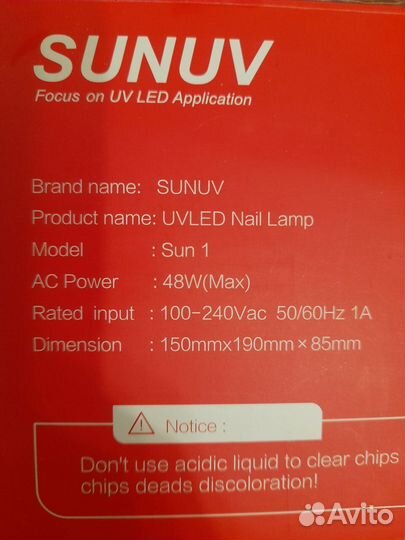 SUNUV
Focus on UV LED Application
Brand name: SUNUV
Product name: UVLED Nail Lamp
Model : Sun 1
AC Power : 48W(Max)
Rated input : 100-240Vac 50/60Hz 1A
Dimension : 150mmx190mm×85mm
Notice :
Don't use acidic liquid to clear chips
chips deads discoloration!
Avito